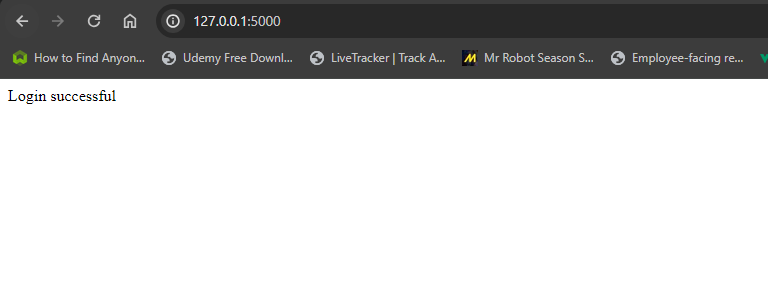 127.0.0.1:5000
How to Find Anyon... Udemy Free Downl... LiveTracker | Track A... Mr Robot Season S... Employee-facing re...
Login successful